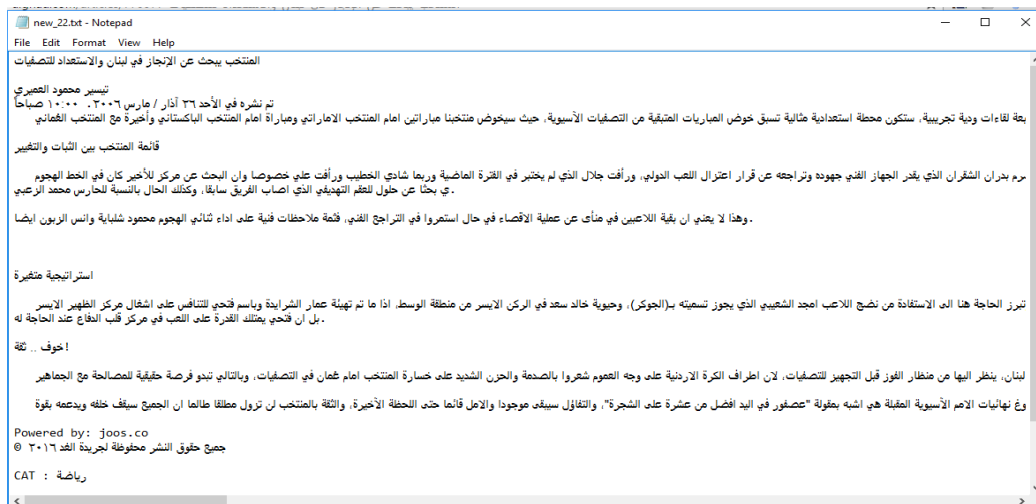 new_22.txt - Notepad
File Edit Format View Help
المنتخب يبحث عن الإنجاز في لبنان والاستعداد للتصفيات
تيسير محمود العميري
تم نشره في الأحد ٢٦ آذار / مارس ٢٠٠٦. ١٠:٠٠ صباحاً
بعة لقاءات ودية تجريبية، ستكون محطة استعدادية مثالية تسبق خوض المباريات المتبقية من التصفيات الآسيوية، حيث سيخوض منتخبنا مباراتين امام المنتخب الاماراتي ومباراة امام المنتخب الباكستاني وأخيرة مع المنتخب العُماني
قائمة المنتخب بين الثبات والتغيير
برم بدران الشقران الذي يقدر الجهاز الفني جهوده وتراجعه عن قرار اعتزال اللعب الدولي، ورأفت جلال الذي لم يختبر في الفترة الماضية وربما شادي الخطيب ورأفت علي خصوصا وان البحث عن مركز للأخير كان في الخط الهجوم
ي بحثا عن حلول للعقم التهديفي الذي اصاب الفريق سابقا، وكذلك الحال بالنسبة للحارس محمد الزعبي.
وهذا لا يعني ان بقية اللاعبين في منأى عن عملية الاقصاء في حال استمروا في التراجع الفني، فثمة ملاحظات فنية على اداء ثنائي الهجوم محمود شلباية وانس الزبون ايضا.
استراتيجية متغيرة
تبرز الحاجة هنا الى الاستفادة من نضج اللاعب امجد الشعيبي الذي يجوز تسميته بـ(الجوكر)، وحيوية خالد سعد في الركن الايسر من منطقة الوسط، اذا ما تم تهيئة عمار الشرايدة وباسم فتحي للتنافس على اشغال مركز الظهير الايسر
بل ان فتحي يمتلك القدرة على اللعب في مركز قلب الدفاع عند الحاجة له.
خوف .. ثقة!
لبنان، ينظر اليها من منظار الفوز قبل التجهيز للتصفيات، لان اطراف الكرة الاردنية على وجه العموم شعروا بالصدمة والحزن الشديد على خسارة المنتخب امام عُمان في التصفيات، وبالتالي تبدو فرصة حقيقية للمصالحة مع الجماهير
وغ نهائيات الامم الآسيوية المقبلة هي اشبه بمقولة "عصفور في اليد افضل من عشرة على الشجرة"، والتفاؤل سيبقى موجودا والامل قائما حتى اللحظة الأخيرة، والثقة بالمنتخب لن تزول مطلقا طالما ان الجميع سيقف خلفه ويدعمه بقوة
Powered by: joos.co
جميع حقوق النشر محفوظة لجريدة الغد ٢٠١٦ ©
CAT : رياضة